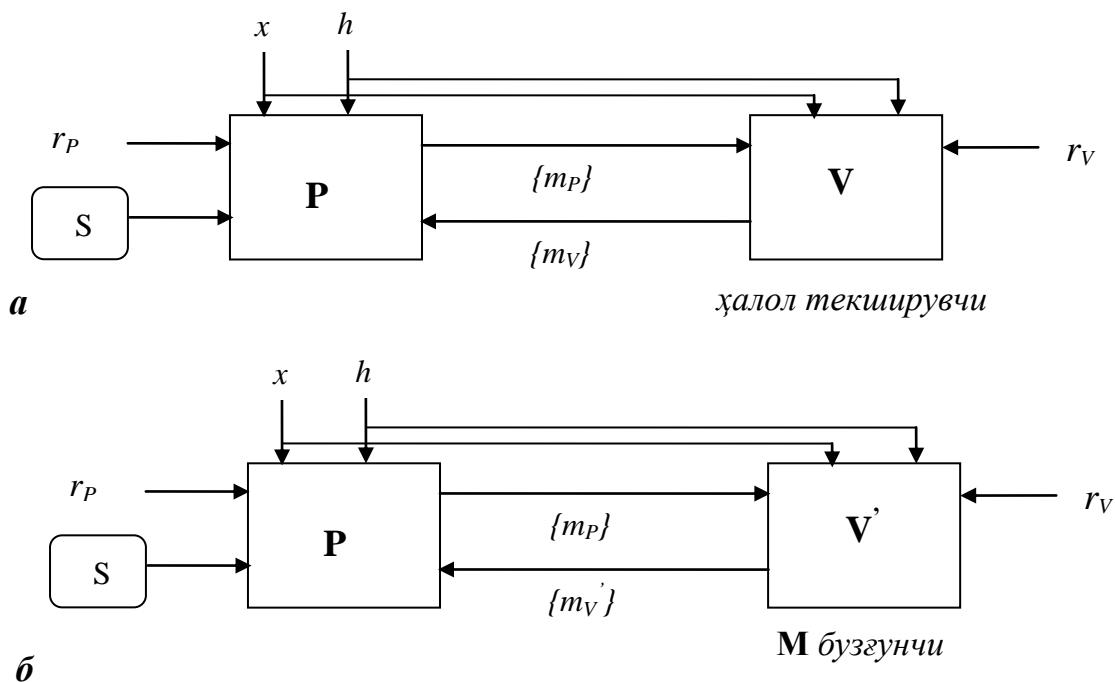 x h
r_P
P
V
r_V
{m_P}
S
{m_V}
а
ҳалол текширувчи
x h
r_P
P
V’
r_V
{m_P}
S
{m_V’}
М бузғунчи
б